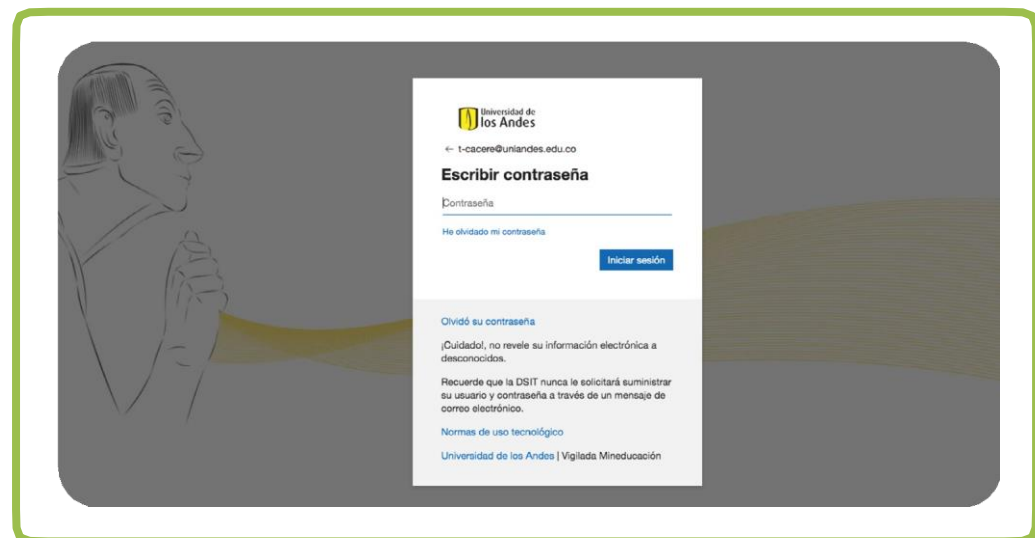 Universidad de
los Andes
← t-cacere@uniandes.edu.co
Escribir contraseña
Contraseña
He olvidado mi contraseña
Iniciar sesión
Olvidó su contraseña
¡Cuidado!, no revele su información electrónica a
desconocidos.
Recuerde que la DSIT nunca le solicitará suministrar
su usuario y contraseña a través de un mensaje de
correo electrónico.
Normas de uso tecnológico
Universidad de los Andes | Vigilada Mineducación